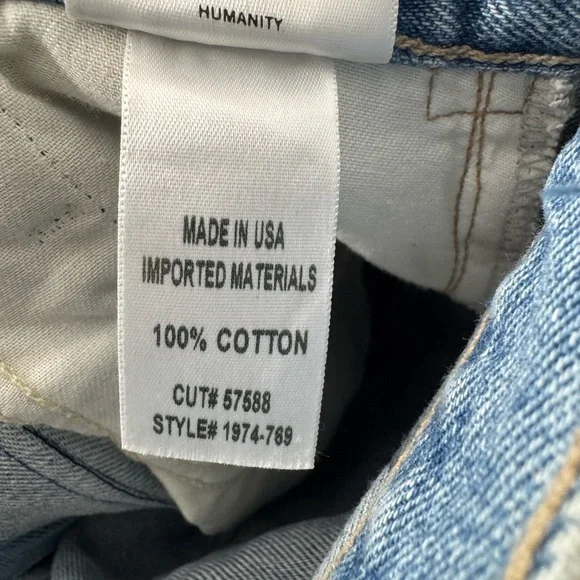 HUMANITY
MADE IN USA
IMPORTED MATERIALS
100% COTTON
CUT# 57588
STYLE# 1974-769